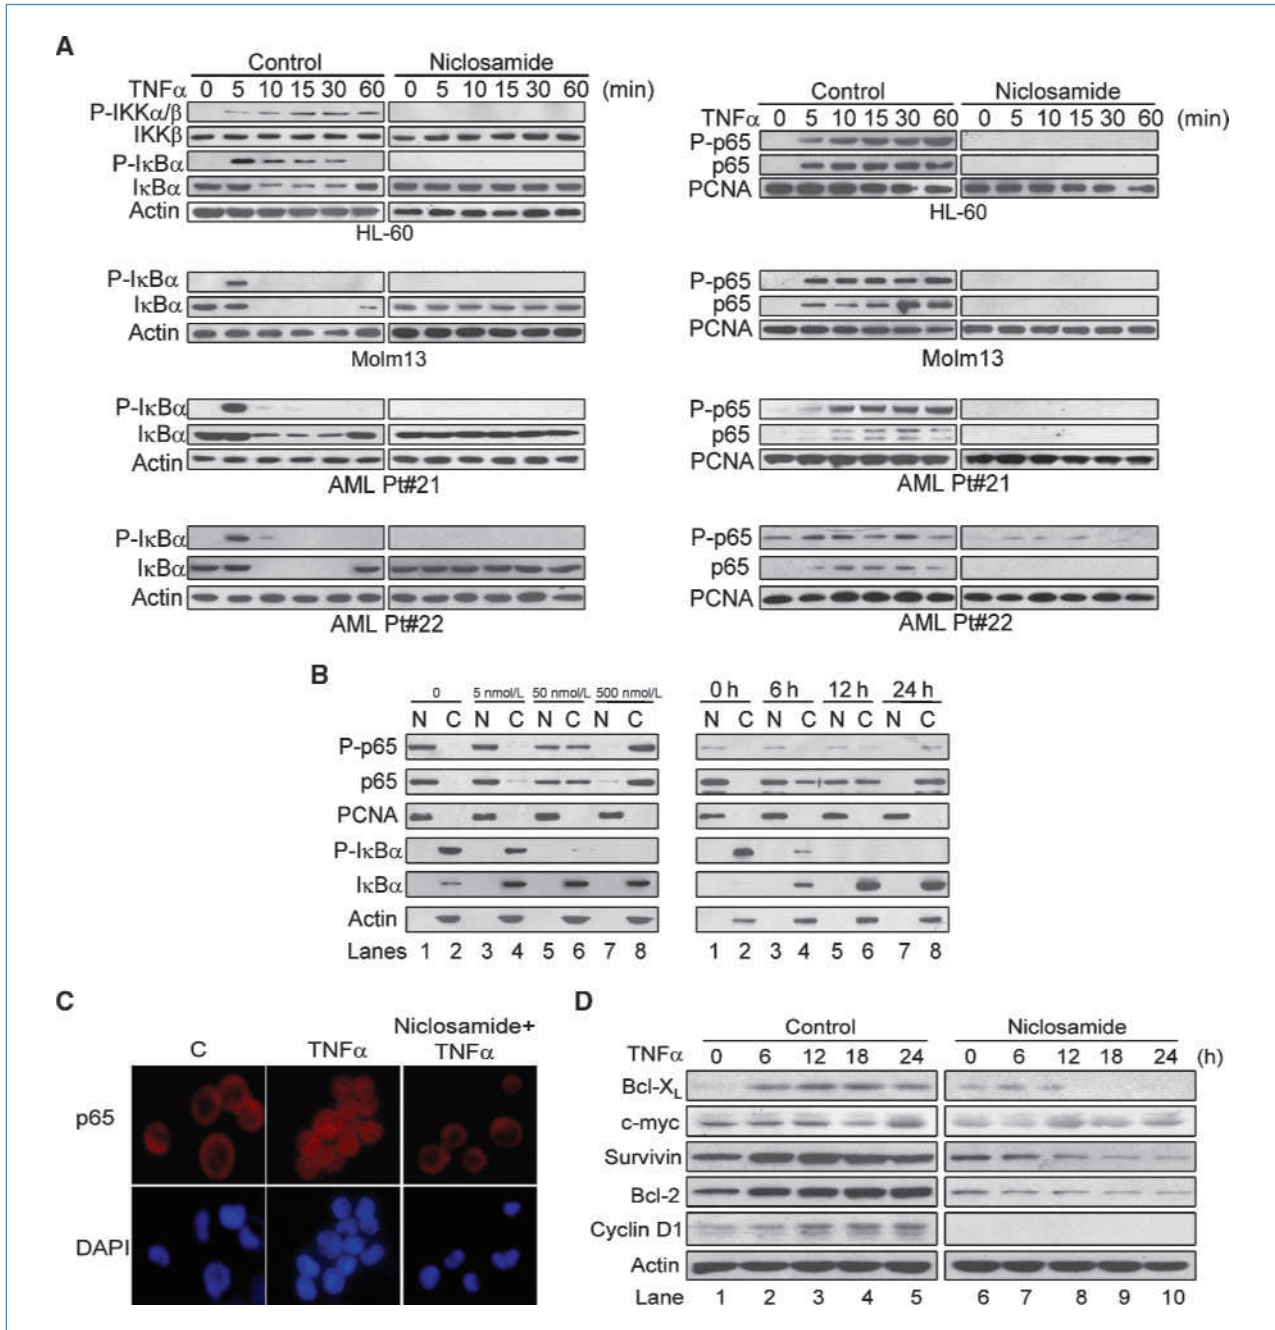 A
Control Niclosamide
TNFα 0 5 10 15 30 60 0 5 10 15 30 60 (min)
P-IKKα/β
IKKβ
P-IκBα
IκBα
Actin
HL-60
P-IκBα
IκBα
Actin
Molm13
P-IκBα
IκBα
Actin
AML Pt#21
P-IκBα
IκBα
Actin
AML Pt#22
Control Niclosamide
TNFα 0 5 10 15 30 60 0 5 10 15 30 60 (min)
P-p65
p65
PCNA
HL-60
P-p65
p65
PCNA
Molm13
P-p65
p65
PCNA
AML Pt#21
P-p65
p65
PCNA
AML Pt#22
B
0 5 nmol/L 50 nmol/L 500 nmol/L 0 h 6 h 12 h 24 h
N C N C N C N C N C N C N C N C
P-p65
p65
PCNA
P-IκBα
IκBα
Actin
Lanes 1 2 3 4 5 6 7 8 1 2 3 4 5 6 7 8
C
C TNFα Niclosamide+
TNFα
p65
DAPI
D
Control Niclosamide
TNFα 0 6 12 18 24 0 6 12 18 24 (h)
Bcl-XL
c-myc
Survivin
Bcl-2
Cyclin D1
Actin
Lane 1 2 3 4 5 6 7 8 9 10